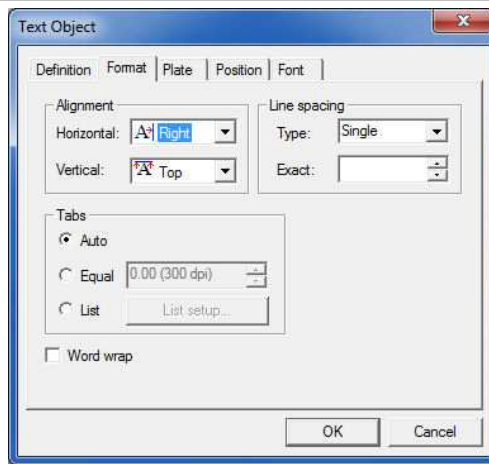 Text Object
Definition Format Plate Position Font
Alignment
Horizontal: A Right
Vertical: A Top
Line spacing
Type: Single
Exact:
Tabs
Auto
Equal 0.00 (300 dpi)
List List setup...
Word wrap
OK Cancel